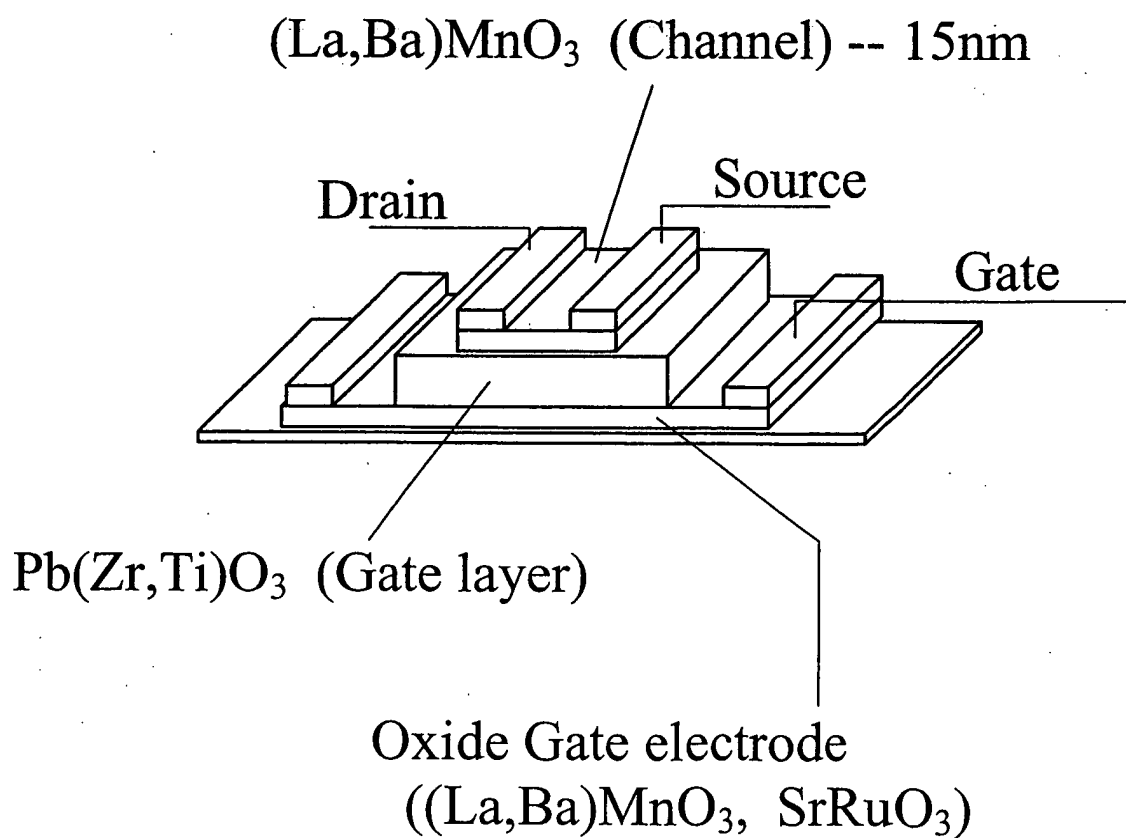 (La,Ba)MnO₃ (Channel) -- 15nm
Drain
Source
Gate
Pb(Zr,Ti)O₃ (Gate layer)
Oxide Gate electrode
((La,Ba)MnO₃, SrRuO₃)